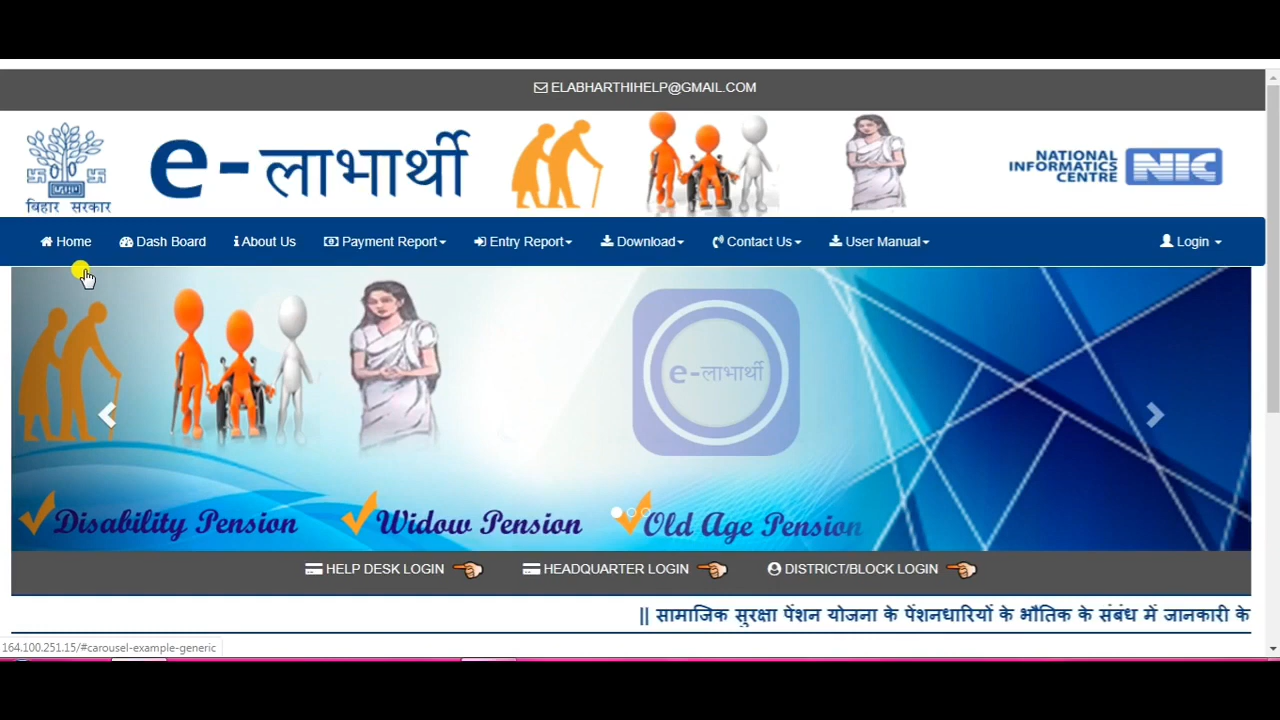 ELABHARTHIHELP@GMAIL.COM
बिहार सरकार
e-लाभार्थी
NATIONAL
INFORMATICS
CENTRE
NIC
Home Dash Board About Us Payment Report Entry Report Download Contact Us User Manual Login
e-लाभार्थी
Disability Pension Widow Pension Old Age Pension
HELP DESK LOGIN HEADQUARTER LOGIN DISTRICT/BLOCK LOGIN
|| सामाजिक सुरक्षा पेंशन योजना के पेंशनधारियों के भौतिक के संबंध में जानकारी के
164.100.251.15/#carousel-example-generic